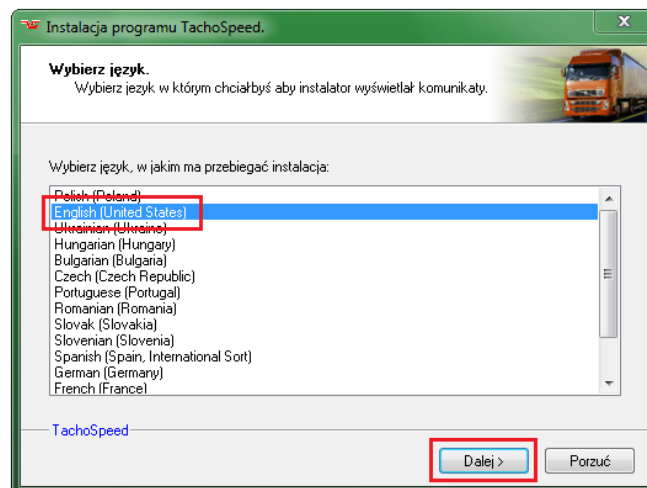 Instalacja programu TachoSpeed.
Wybierz język.
Wybierz jezyk w którym chciałbyś aby instalator wyświetlał komunikaty.
Wybierz język, w jakim ma przebiegać instalacja:
Polish (Poland)
English (United States)
Ukrainian (Ukraine)
Hungarian (Hungary)
Bulgarian (Bulgaria)
Czech (Czech Republic)
Portuguese (Portugal)
Romanian (Romania)
Slovak (Slovakia)
Slovenian (Slovenia)
Spanish (Spain, International Sort)
German (Germany)
French (France)
TachoSpeed
Dalej >
Porzuć